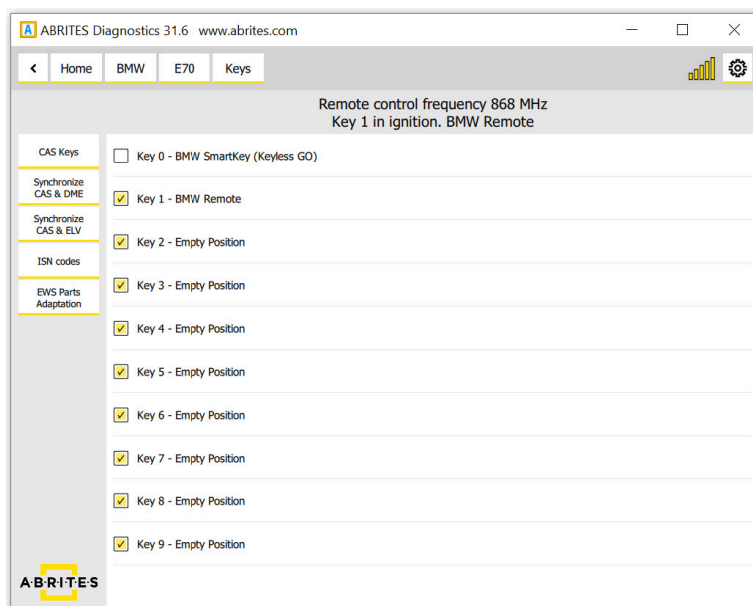 ABRITES Diagnostics 31.6 www.abrites.com
Home BMW E70 Keys
Remote control frequency 868 MHz
Key 1 in ignition. BMW Remote
CAS Keys
Synchronize
CAS & DME
Synchronize
CAS & ELV
ISN codes
EWS Parts
Adaptation
Key 0 - BMW SmartKey (Keyless GO)
Key 1 - BMW Remote
Key 2 - Empty Position
Key 3 - Empty Position
Key 4 - Empty Position
Key 5 - Empty Position
Key 6 - Empty Position
Key 7 - Empty Position
Key 8 - Empty Position
Key 9 - Empty Position
A·B·R·I·T·E·S